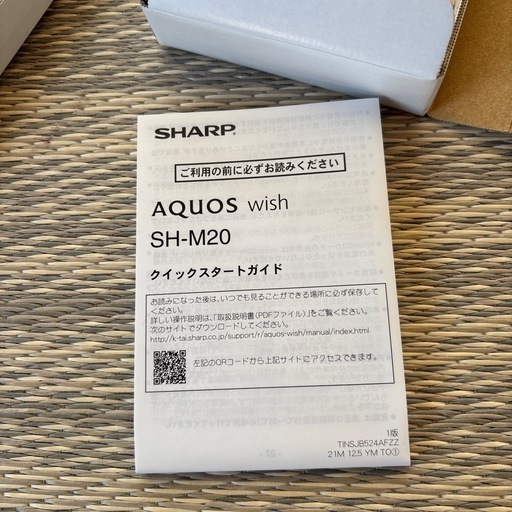 SHARP
ご利用の前に必ずお読みください
AQUOS wish
SH-M20
クイックスタートガイド
お読みになった後は、いつでも見ることができる場所に必ず保存して
ください。
詳しい操作説明は、「取扱説明書(PDFファイル)」をご覧ください。
次のサイトでダウンロードしてください。
http://k-tai.sharp.co.jp/support/r/aquos-wish/manual/index.html
左記のQRコードから上記サイトにアクセスできます。
1版
TINSJB524AFZZ
21M 12.5 YM TO①